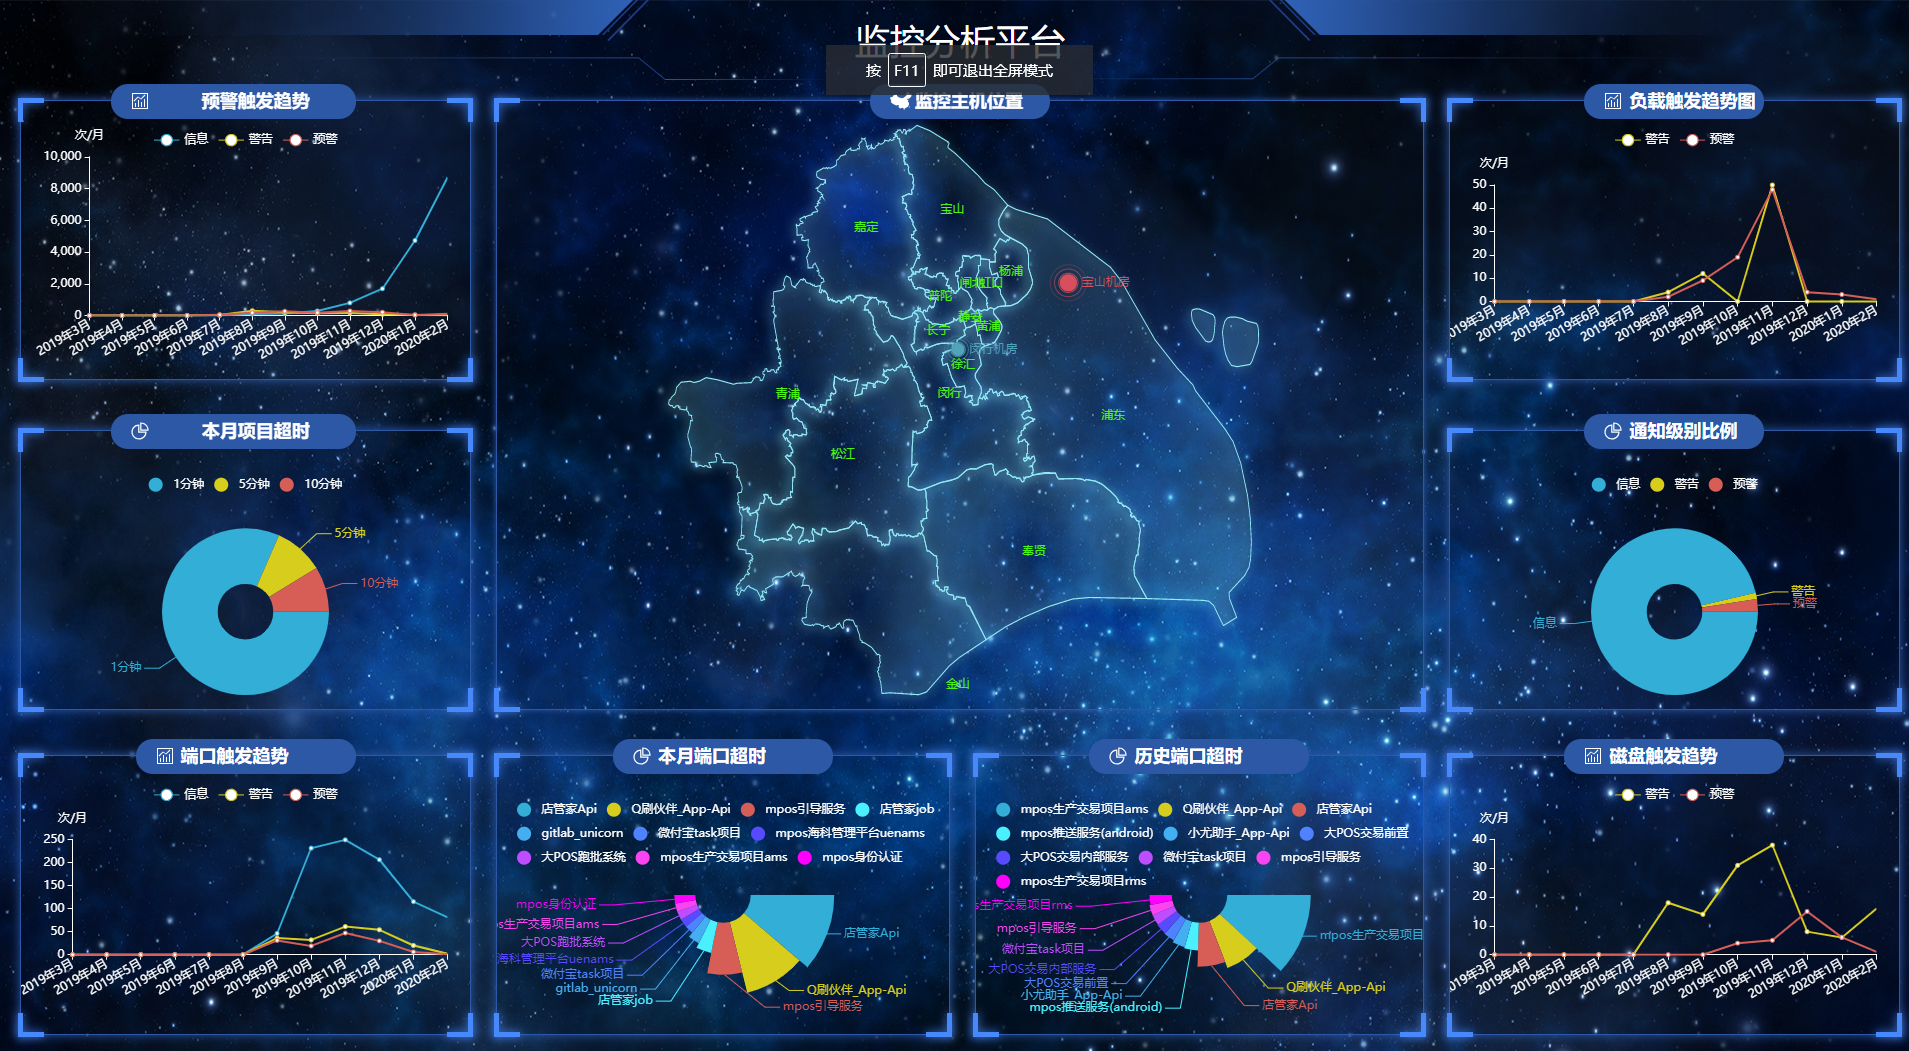 监控分析平台
按 F11 即可退出全屏模式
预警触发趋势
次/月
信息 警告 预警
10,000
8,000
6,000
4,000
2,000
0
2019年3月 2019年4月 2019年5月 2019年6月 2019年7月 2019年8月 2019年9月 2019年10月 2019年11月 2019年12月 2020年1月 2020年2月
监控主机位置
嘉定
宝山
杨浦
闸北
虹口
宝山机房
普陀
静安
黄浦
长宁
闵行机房
徐汇
闵行
青浦
浦东
松江
奉贤
金山
负载触发趋势图
警告 预警
次/月
50
40
30
20
10
0
2019年3月 2019年4月 2019年5月 2019年6月 2019年7月 2019年8月 2019年9月 2019年10月 2019年11月 2019年12月 2020年1月 2020年2月
本月项目超时
1分钟 5分钟 10分钟
5分钟
10分钟
1分钟
通知级别比例
信息 警告 预警
警告
预警
信息
端口触发趋势
信息 警告 预警
次/月
250
200
150
100
50
0
2019年3月 2019年4月 2019年5月 2019年6月 2019年7月 2019年8月 2019年9月 2019年10月 2019年11月 2019年12月 2020年1月 2020年2月
本月端口超时
店管家Api Q刷伙伴_App-Api mpos引导服务 店管家job
gitlab_unicorn 微付宝task项目 mpos海科管理平台uenams
大POS跑批系统 mpos生产交易项目ams mpos身份认证
mpos身份认证
s生产交易项目ams
大POS跑批系统
海科管理平台uenams
微付宝task项目
gitlab_unicorn
店管家job
店管家Api
Q刷伙伴_App-Api
mpos引导服务
历史端口超时
mpos生产交易项目ams Q刷伙伴_App-Api 店管家Api
mpos推送服务(android) 小尤助手_App-Api 大POS交易前置
大POS交易内部服务 微付宝task项目 mpos引导服务
mpos生产交易项目rms
s生产交易项目rms
mpos引导服务
微付宝task项目
大POS交易内部服务
大POS交易前置
小尤助手_App-Api
mpos推送服务(android)
mpos生产交易项目
Q刷伙伴_App-Api
店管家Api
磁盘触发趋势
警告 预警
次/月
40
30
20
10
0
2019年3月 2019年4月 2019年5月 2019年6月 2019年7月 2019年8月 2019年9月 2019年10月 2019年11月 2019年12月 2020年1月 2020年2月